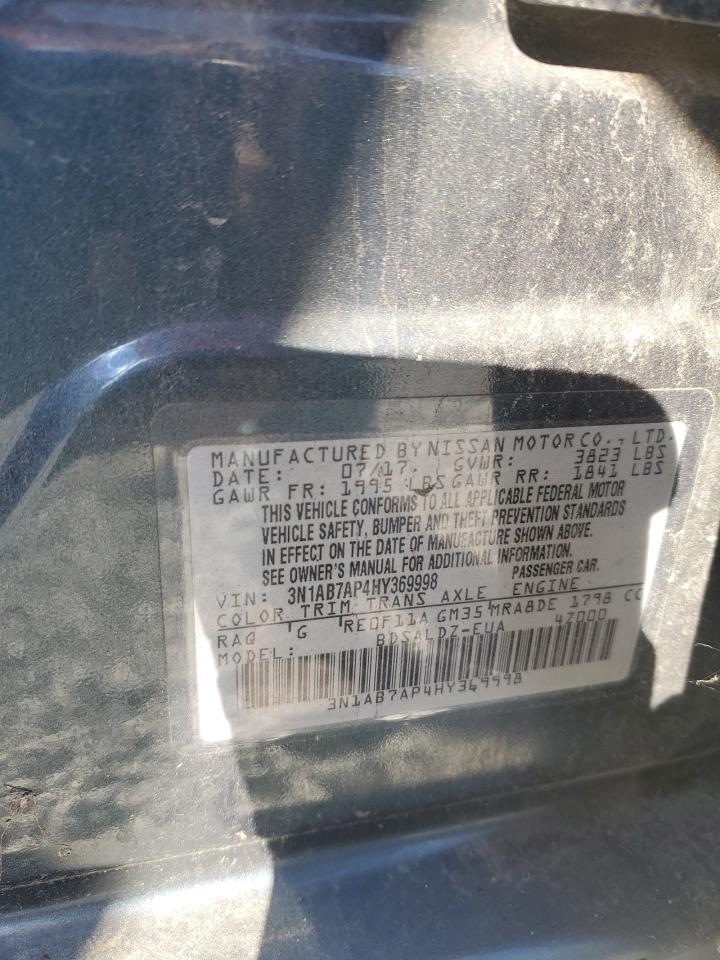 MANUFACTURED BY NISSAN MOTOR CO., LTD.
DATE: 07/17 GVWR: 3823 LBS
GAWR FR: 1995 LBS GAWR RR: 1841 LBS
THIS VEHICLE CONFORMS TO ALL APPLICABLE FEDERAL MOTOR
VEHICLE SAFETY, BUMPER AND THEFT PREVENTION STANDARDS
IN EFFECT ON THE DATE OF MANUFACTURE SHOWN ABOVE.
SEE OWNER'S MANUAL FOR ADDITIONAL INFORMATION.
VIN: 3N1AB7AP4HY369998 PASSENGER CAR.
COLOR TRIM TRANS AXLE ENGINE
RAQ G RE0F11A GM35 MRA8DE 1798 CC
MODEL: BDSALDZ-EUA 47000
3N1AB7AP4HY369998